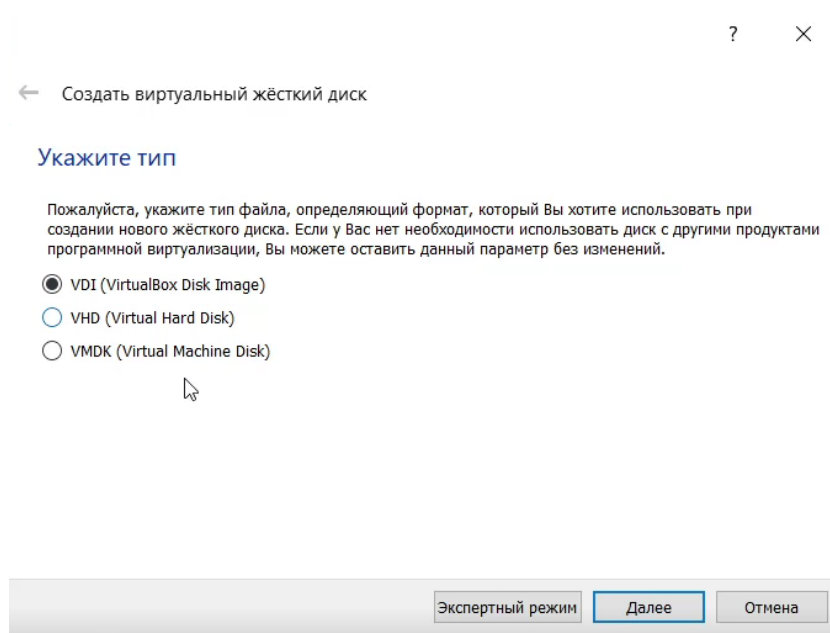 ?
Создать виртуальный жёсткий диск
Укажите тип
Пожалуйста, укажите тип файла, определяющий формат, который Вы хотите использовать при
создании нового жёсткого диска. Если у Вас нет необходимости использовать диск с другими продуктами
программной виртуализации, Вы можете оставить данный параметр без изменений.
VDI (VirtualBox Disk Image)
VHD (Virtual Hard Disk)
VMDK (Virtual Machine Disk)
Экспертный режим Далее Отмена